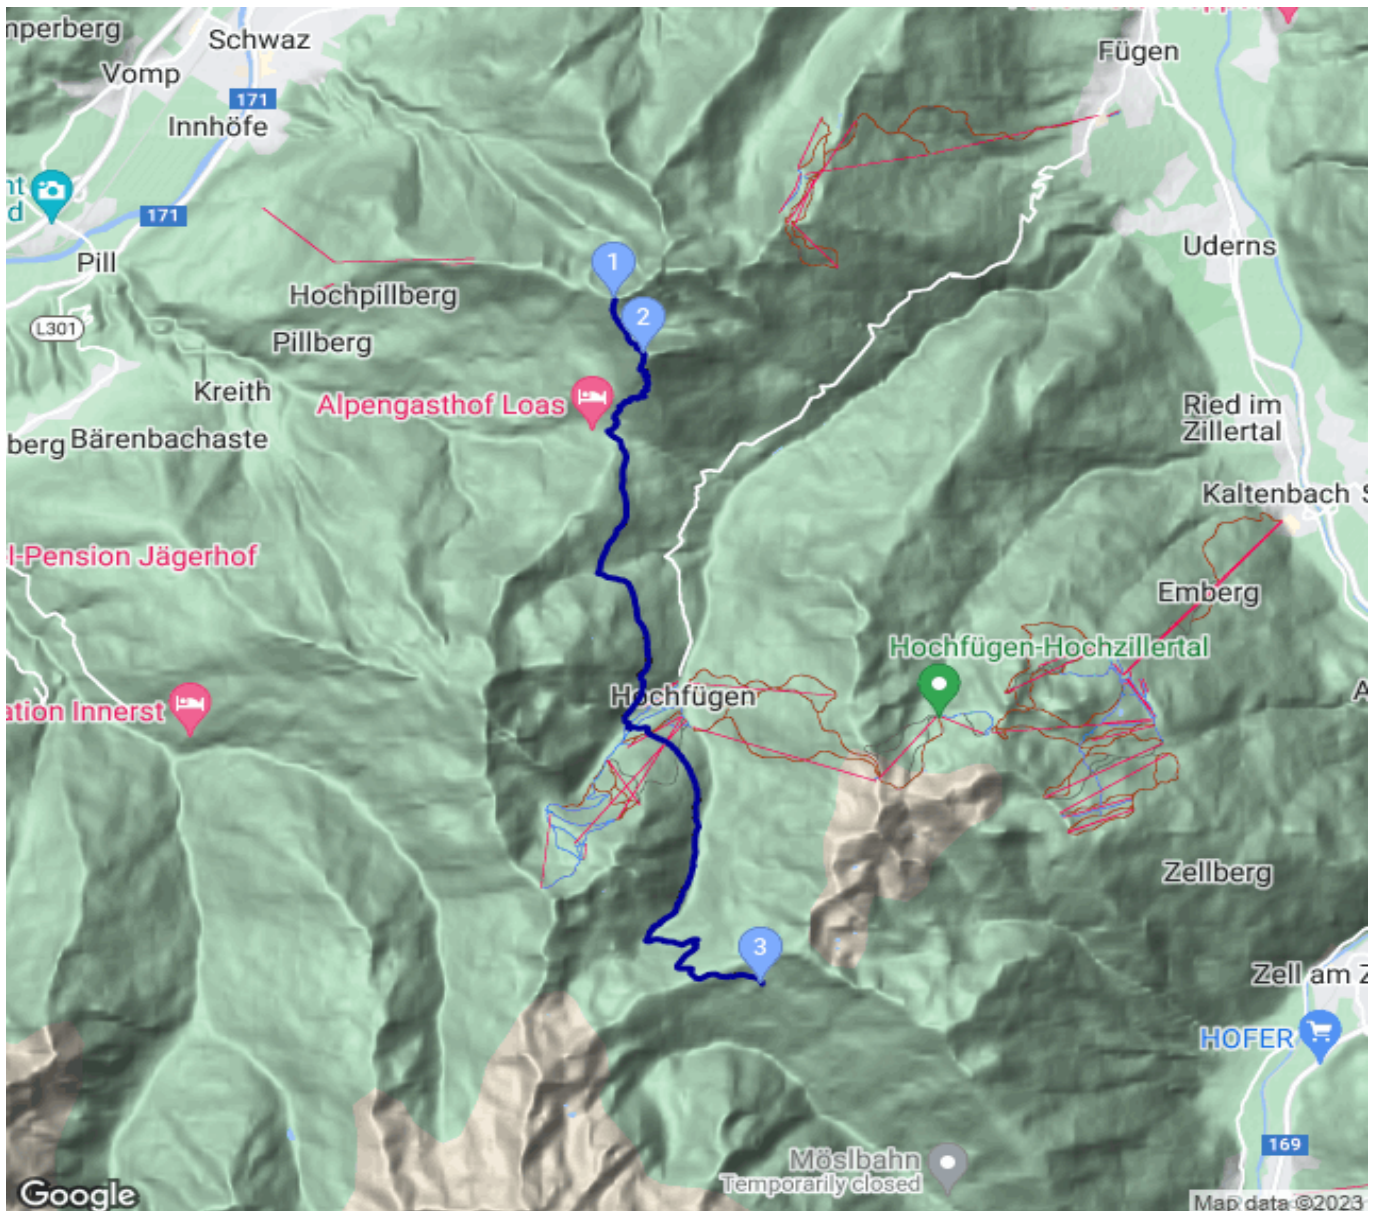 mperberg
Schwaz
Vomp
171
Innhöfe
Fügen
nt
d
171
Pill
Uderns
1
Hochpillberg
2
L301
Pillberg
Kreith
Alpengasthof Loas
berg
Bärenbachaste
Ried im
Zillertal
Kaltenbach
S
l-Pension Jägerhof
Emberg
Hochfügen-Hochzillertal
Hochfügen
A
ation Innerst
Zellberg
3
Zell am Z
HOFER
169
Möslbahn
Temporarily closed
Google
Map data ©2023